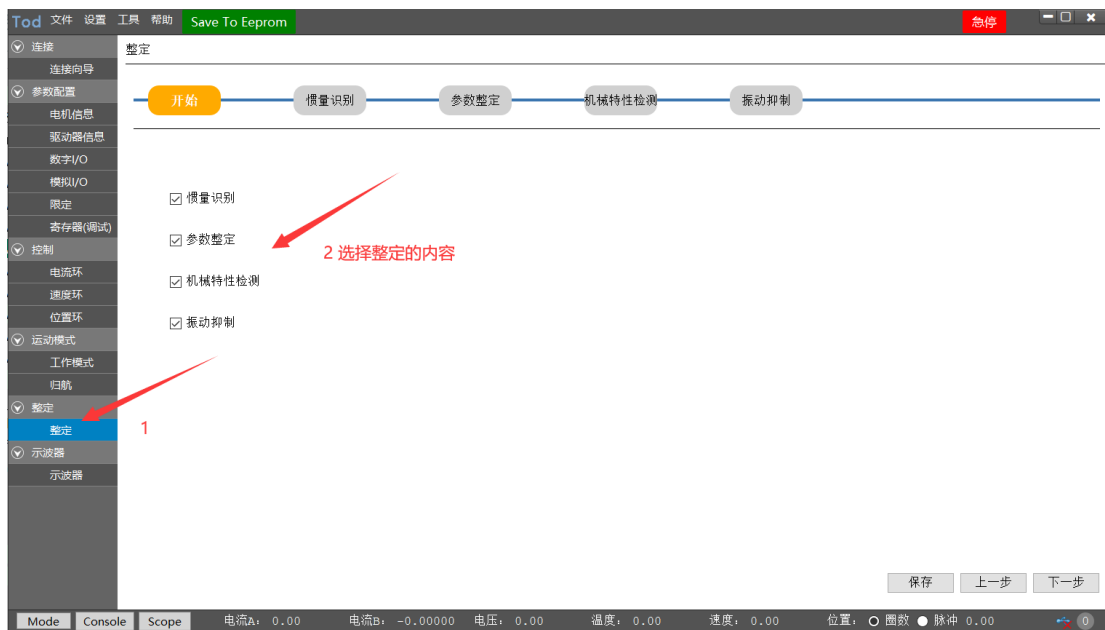 Tod 文件 设置 工具 帮助 Save To Eeprom 急停
连接
连接向导
参数配置
电机信息
驱动器信息
数字I/O
模拟I/O
限定
寄存器(调试)
控制
电流环
速度环
位置环
运动模式
工作模式
归航
整定
整定
示波器
示波器
整定
开始 惯量识别 参数整定 机械特性检测 振动抑制
惯量识别
参数整定
机械特性检测
振动抑制
2 选择整定的内容
1
保存 上一步 下一步
Mode Console Scope 电流A: 0.00 电流B: -0.00000 电压: 0.00 温度: 0.00 速度: 0.00 位置: 圈数 脉冲 0.00 0